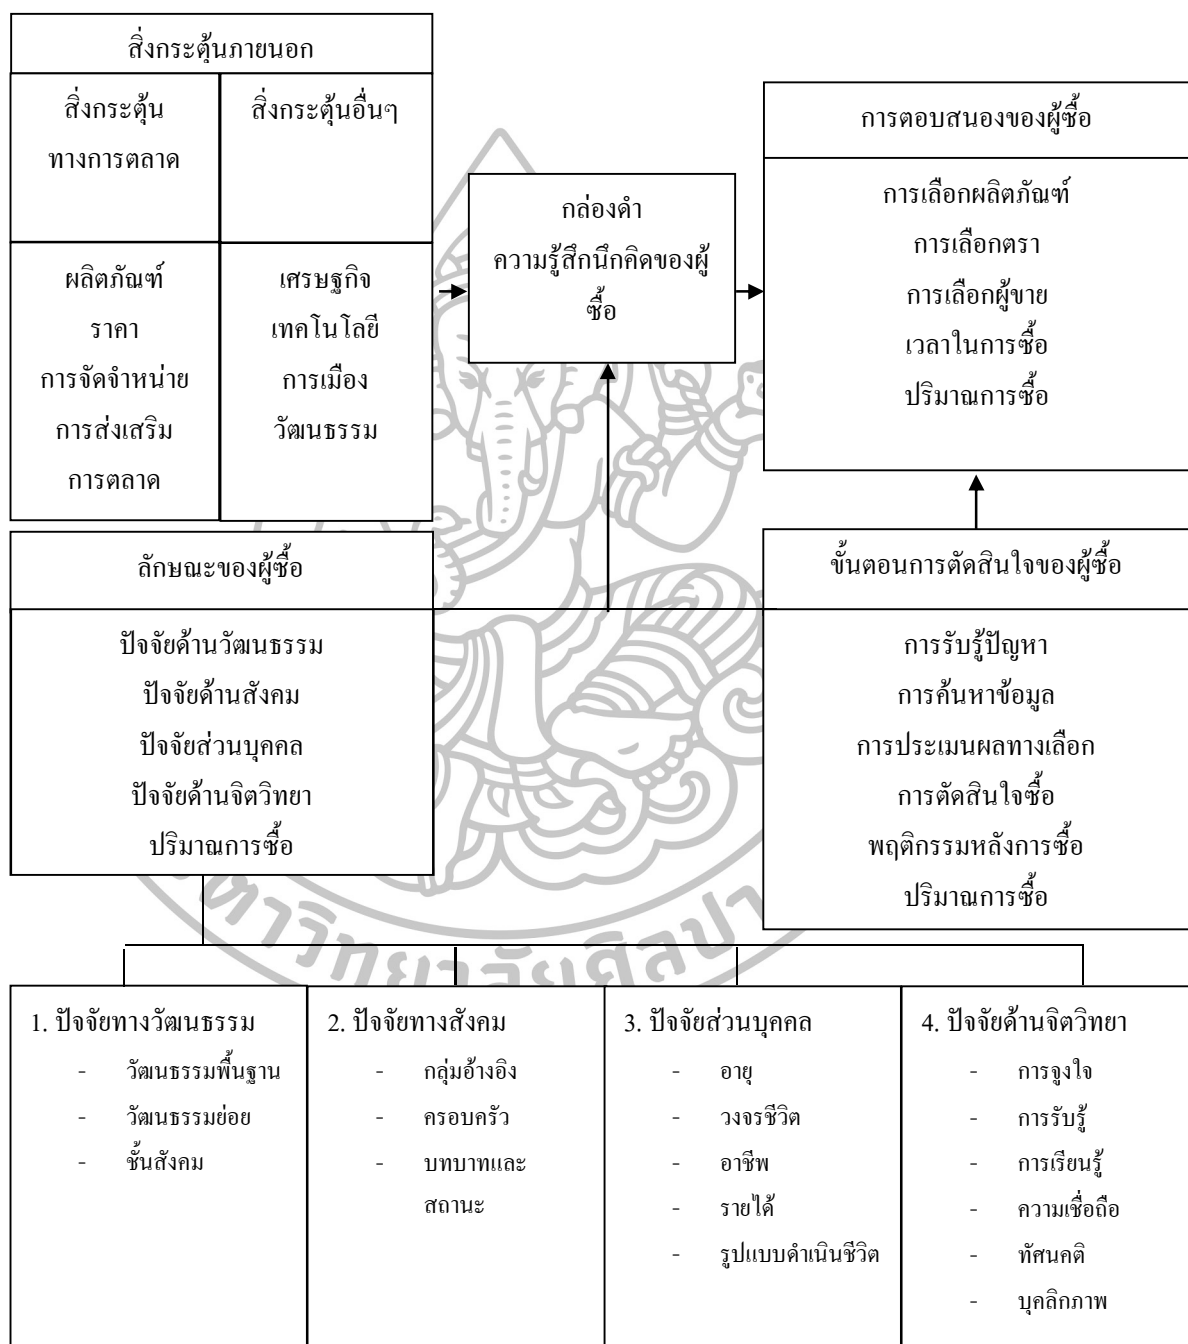 สิ่งกระตุ้นภายนอก
สิ่งกระตุ้น
ทางการตลาด
สิ่งกระตุ้นอื่นๆ
ผลิตภัณฑ์
ราคา
การจัดจำหน่าย
การส่งเสริม
การตลาด
เศรษฐกิจ
เทคโนโลยี
การเมือง
วัฒนธรรม
กล่องดำ
ความรู้สึกนึกคิดของผู้
ซื้อ
การตอบสนองของผู้ซื้อ
การเลือกผลิตภัณฑ์
การเลือกตรา
การเลือกผู้ขาย
เวลาในการซื้อ
ปริมาณการซื้อ
ลักษณะของผู้ซื้อ
ปัจจัยด้านวัฒนธรรม
ปัจจัยด้านสังคม
ปัจจัยส่วนบุคคล
ปัจจัยด้านจิตวิทยา
ปริมาณการซื้อ
ขั้นตอนการตัดสินใจของผู้ซื้อ
การรับรู้ปัญหา
การค้นหาข้อมูล
การประเมนผลทางเลือก
การตัดสินใจซื้อ
พฤติกรรมหลังการซื้อ
ปริมาณการซื้อ
1. ปัจจัยทางวัฒนธรรม
- วัฒนธรรมพื้นฐาน
- วัฒนธรรมย่อย
- ชั้นสังคม
2. ปัจจัยทางสังคม
- กลุ่มอ้างอิง
- ครอบครัว
- บทบาทและ
สถานะ
3. ปัจจัยส่วนบุคคล
- อายุ
- วงจรชีวิต
- อาชีพ
- รายได้
- รูปแบบดำเนินชีวิต
4. ปัจจัยด้านจิตวิทยา
- การจูงใจ
- การรับรู้
- การเรียนรู้
- ความเชื่อถือ
- ทัศนคติ
- บุคลิกภาพ